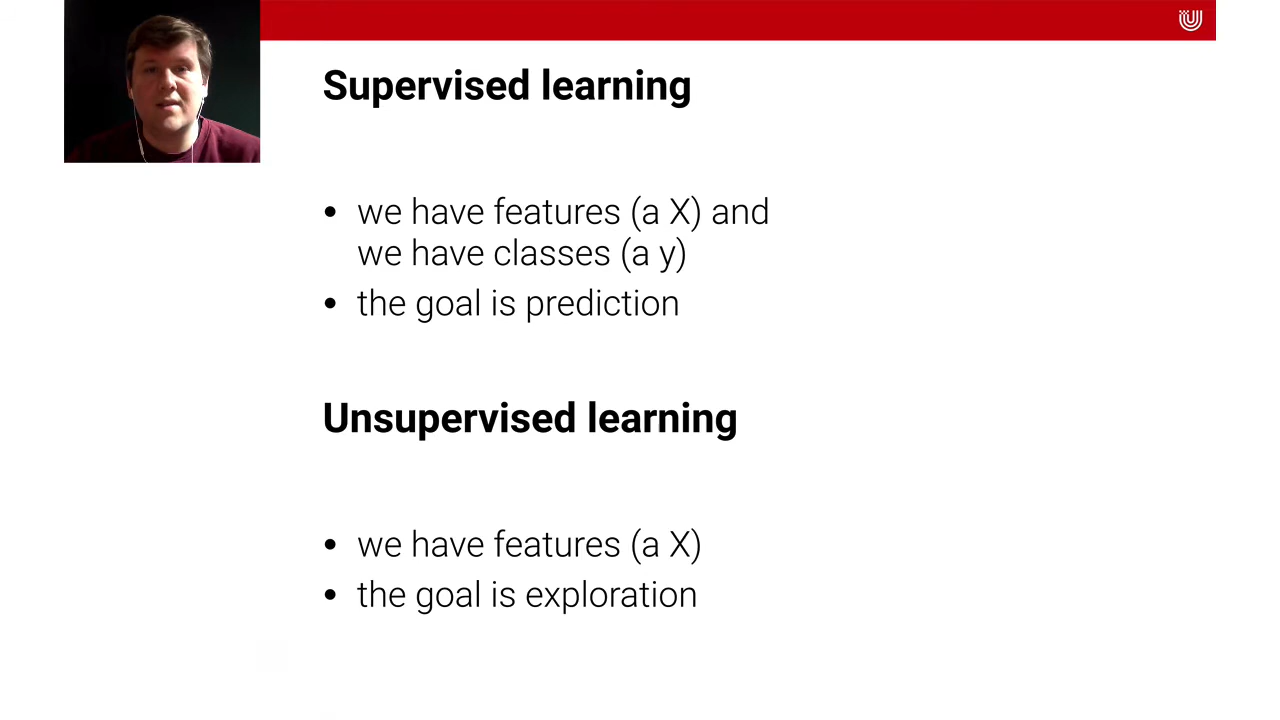 Supervised learning
• we have features (a X) and
we have classes (a y)
• the goal is prediction
Unsupervised learning
• we have features (a X)
• the goal is exploration